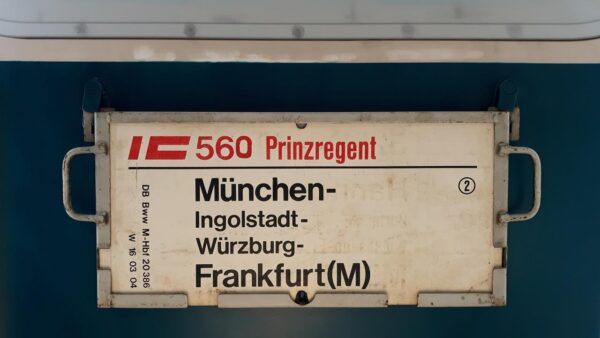 IC 560 Prinzregent
München-
Ingolstadt-
Würzburg-
Frankfurt(M)
2
DB Bww M-Hbf 20 386
W 16 03 04